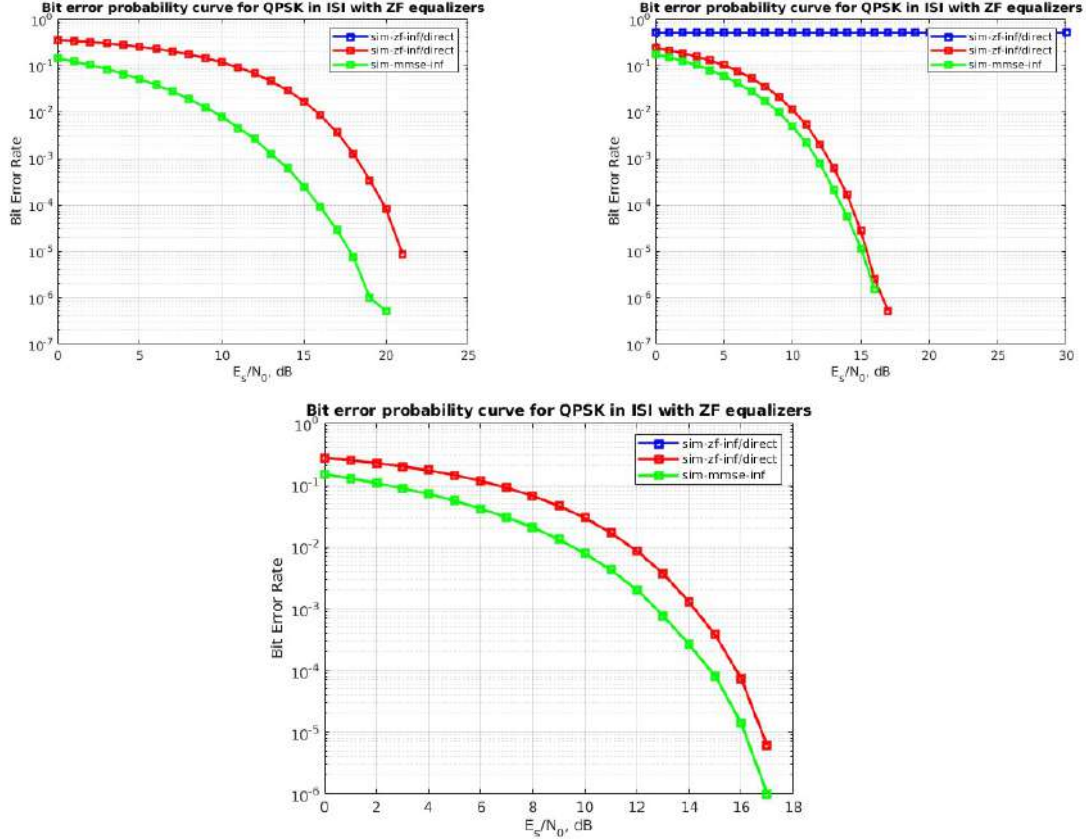 Bit error probability curve for QPSK in ISI with ZF equalizers
10^0
10^-1
10^-2
10^-3
10^-4
10^-5
10^-6
10^-7
Bit Error Rate
sim-zf-inf/direct
sim-zf-inf/direct
sim-mmse-inf
0 5 10 15 20 25
E_s/N_0, dB
Bit error probability curve for QPSK in ISI with ZF equalizers
10^0
10^-1
10^-2
10^-3
10^-4
10^-5
10^-6
10^-7
Bit Error Rate
sim-zf-inf/direct
sim-zf-inf/direct
sim-mmse-inf
0 5 10 15 20 25 30
E_s/N_0, dB
Bit error probability curve for QPSK in ISI with ZF equalizers
10^0
10^-1
10^-2
10^-3
10^-4
10^-5
10^-6
Bit Error Rate
sim-zf-inf/direct
sim-zf-inf/direct
sim-mmse-inf
0 2 4 6 8 10 12 14 16 18
E_s/N_0, dB